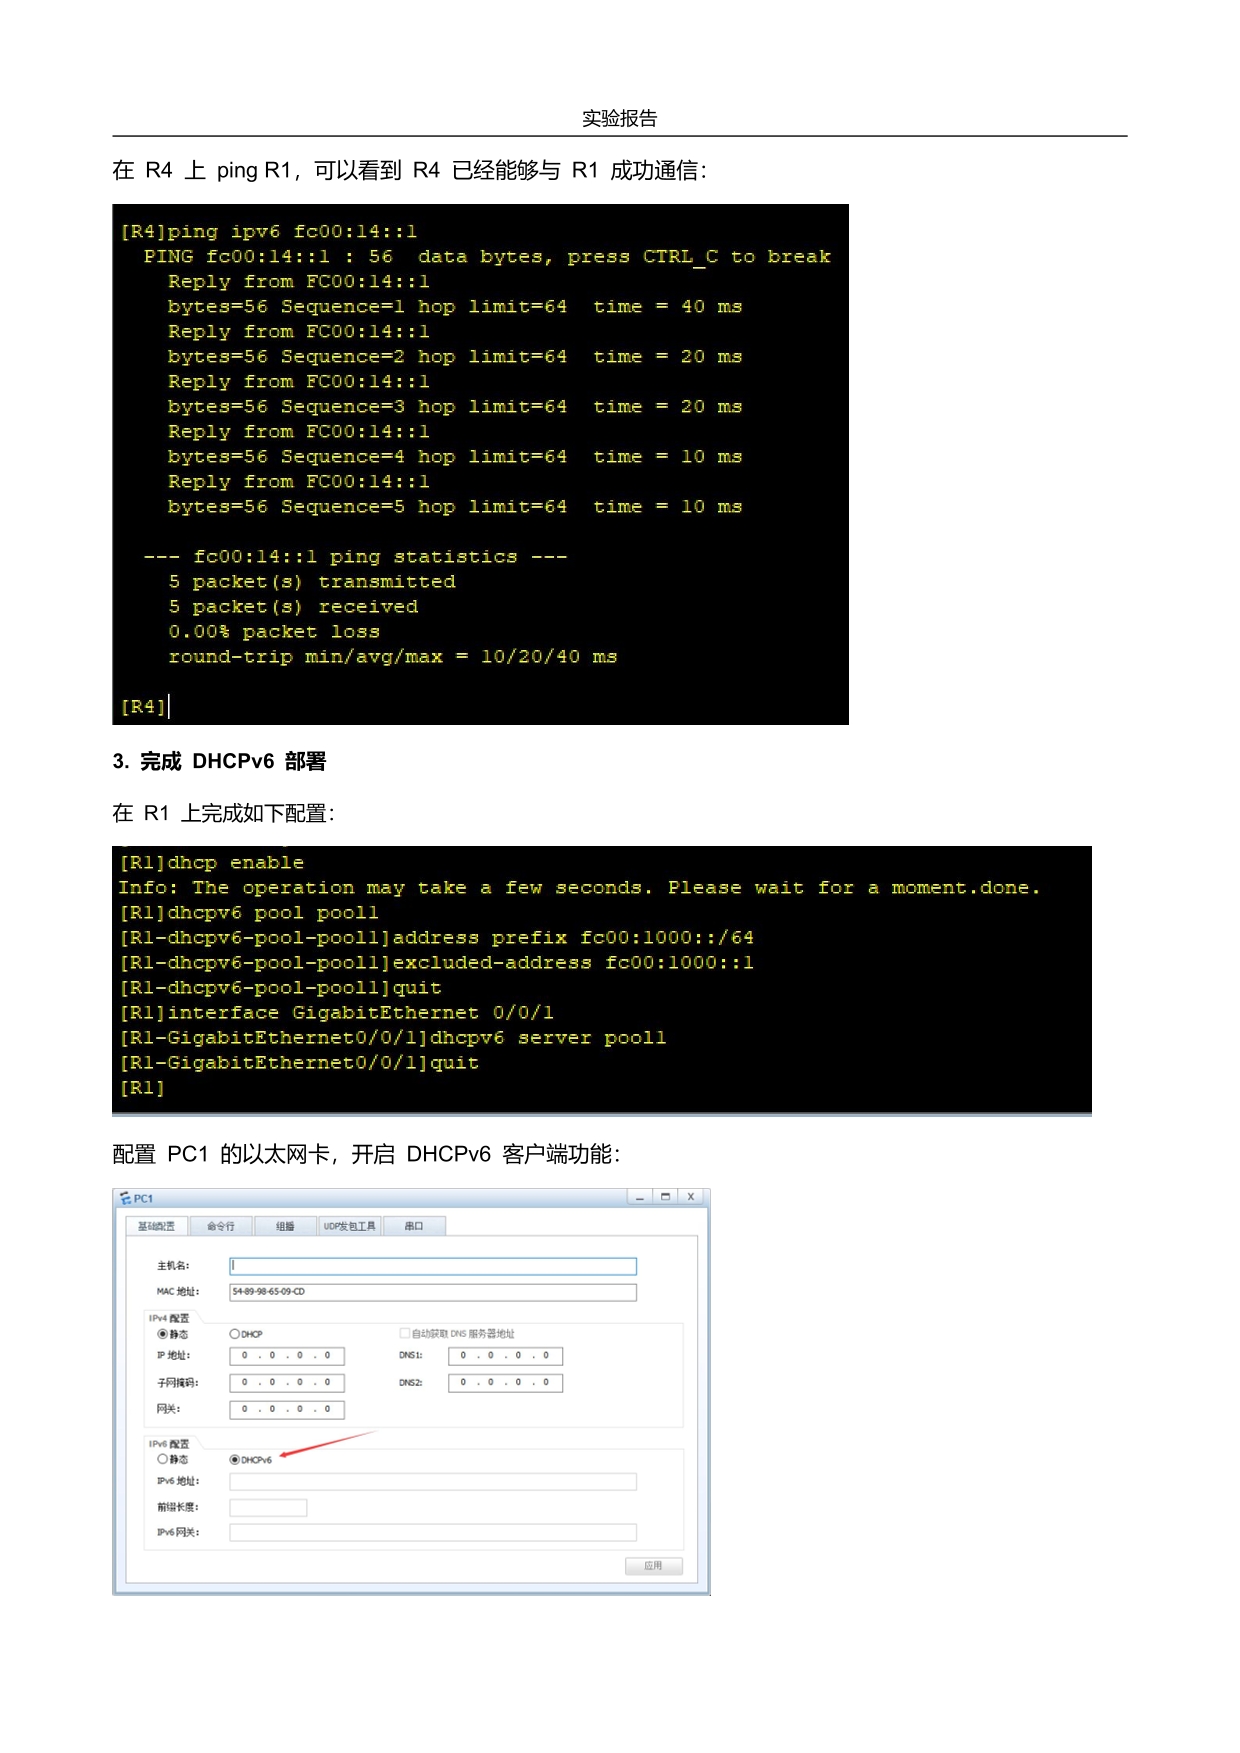 实验报告
在 R4 上 ping R1，可以看到 R4 已经能够与 R1 成功通信：
[R4]ping ipv6 fc00:14::1
PING fc00:14::1 : 56  data bytes, press CTRL_C to break
Reply from FC00:14::1
bytes=56 Sequence=1 hop limit=64  time = 40 ms
Reply from FC00:14::1
bytes=56 Sequence=2 hop limit=64  time = 20 ms
Reply from FC00:14::1
bytes=56 Sequence=3 hop limit=64  time = 20 ms
Reply from FC00:14::1
bytes=56 Sequence=4 hop limit=64  time = 10 ms
Reply from FC00:14::1
bytes=56 Sequence=5 hop limit=64  time = 10 ms
--- fc00:14::1 ping statistics ---
5 packet(s) transmitted
5 packet(s) received
0.00% packet loss
round-trip min/avg/max = 10/20/40 ms
[R4]
3. 完成 DHCPv6 部署
在 R1 上完成如下配置：
[R1]dhcp enable
Info: The operation may take a few seconds. Please wait for a moment.done.
[R1]dhcpv6 pool pool1
[R1-dhcpv6-pool-pool1]address prefix fc00:1000::/64
[R1-dhcpv6-pool-pool1]excluded-address fc00:1000::1
[R1-dhcpv6-pool-pool1]quit
[R1]interface GigabitEthernet 0/0/1
[R1-GigabitEthernet0/0/1]dhcpv6 server pool1
[R1-GigabitEthernet0/0/1]quit
[R1]
配置 PC1 的以太网卡，开启 DHCPv6 客户端功能：
PC1
基础配置 命令行 组播 UDP发包工具 串口
主机名：
MAC 地址： 54-89-98-65-09-CD
IPv4 配置
静态 DHCP 自动获取 DNS 服务器地址
IP 地址： 0 . 0 . 0 . 0 DNS1: 0 . 0 . 0 . 0
子网掩码： 0 . 0 . 0 . 0 DNS2: 0 . 0 . 0 . 0
网关： 0 . 0 . 0 . 0
IPv6 配置
静态 DHCPv6
IPv6 地址：
前缀长度：
IPv6 网关：
应用